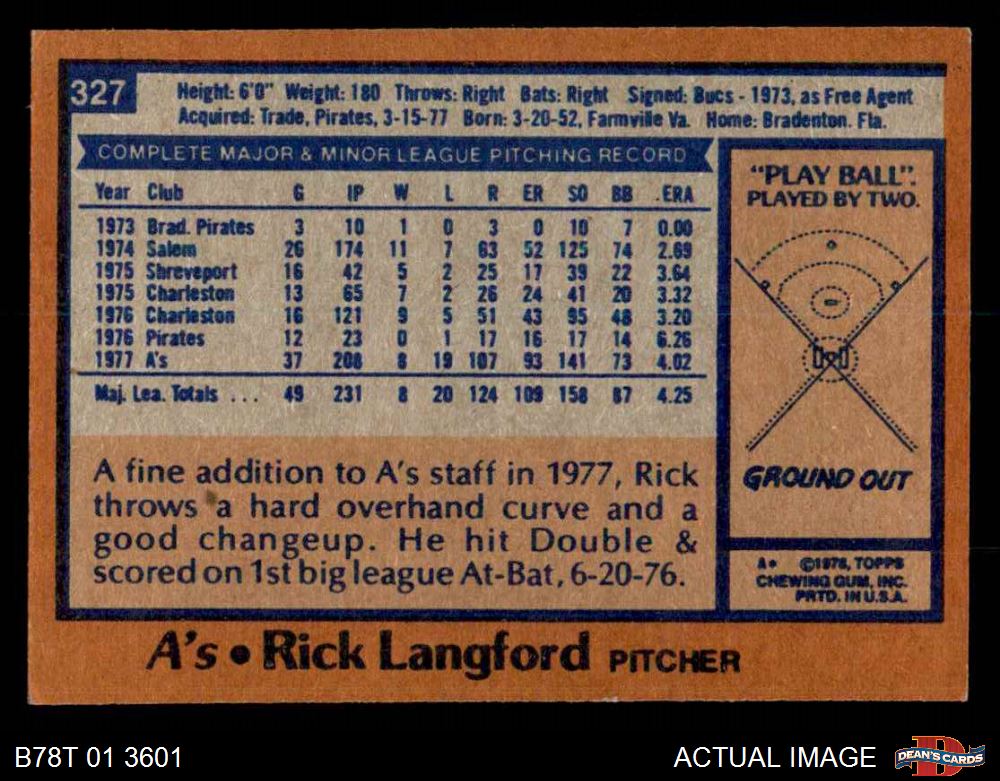 327
Height: 6'0" Weight: 180 Throws: Right Bats: Right Signed: Bucs - 1973, as Free Agent
Acquired: Trade, Pirates, 3-15-77 Born: 3-20-52, Farmville Va. Home: Bradenton. Fla.
COMPLETE MAJOR & MINOR LEAGUE PITCHING RECORD
Year Club G IP W L R ER SO BB .ERA
1973 Brad. Pirates 3 10 1 0 3 0 10 7 0.00
1974 Salem 26 174 11 7 63 52 125 74 2.69
1975 Shreveport 16 42 5 2 25 17 39 22 3.64
1975 Charleston 13 65 7 2 26 24 41 20 3.32
1976 Charleston 16 121 9 5 51 43 95 48 3.20
1976 Pirates 12 23 0 1 17 16 17 14 6.26
1977 A's 37 208 8 19 107 93 141 73 4.02
Maj. Lea. Totals ... 49 231 8 20 124 109 158 87 4.25
A fine addition to A's staff in 1977, Rick
throws a hard overhand curve and a
good changeup. He hit Double &
scored on 1st big league At-Bat, 6-20-76.
"PLAY BALL".
PLAYED BY TWO.
GROUND OUT
A* ©1978, TOPPS
CHEWING GUM, INC.
PRTD. IN U.S.A.
A's • Rick Langford PITCHER
B78T 01 3601
ACTUAL IMAGE
DEAN'S CARDS